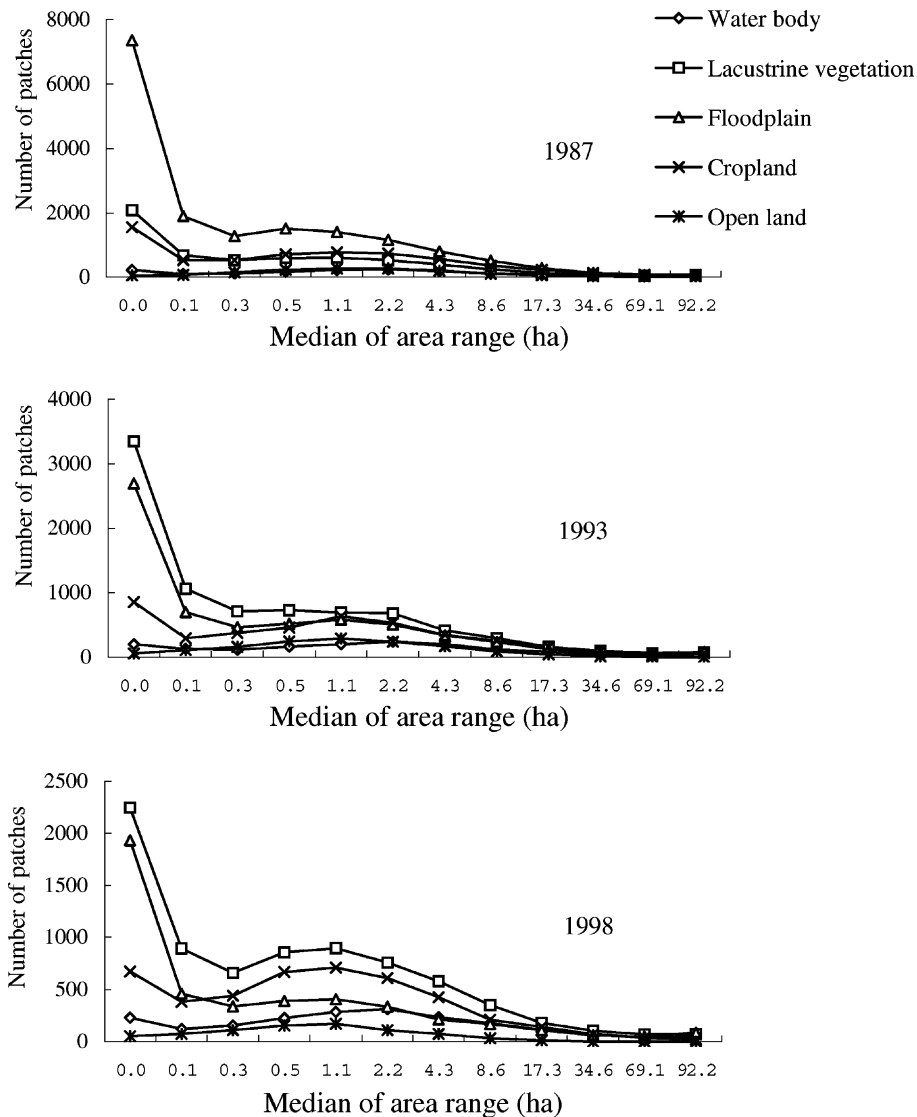 Number of patches
8000
6000
4000
2000
0
0.0 0.1 0.3 0.5 1.1 2.2 4.3 8.6 17.3 34.6 69.1 92.2
Median of area range (ha)
1987
Water body
Lacustrine vegetation
Floodplain
Cropland
Open land
Number of patches
4000
3000
2000
1000
0
0.0 0.1 0.3 0.5 1.1 2.2 4.3 8.6 17.3 34.6 69.1 92.2
Median of area range (ha)
1993
Number of patches
2500
2000
1500
1000
500
0
0.0 0.1 0.3 0.5 1.1 2.2 4.3 8.6 17.3 34.6 69.1 92.2
Median of area range (ha)
1998